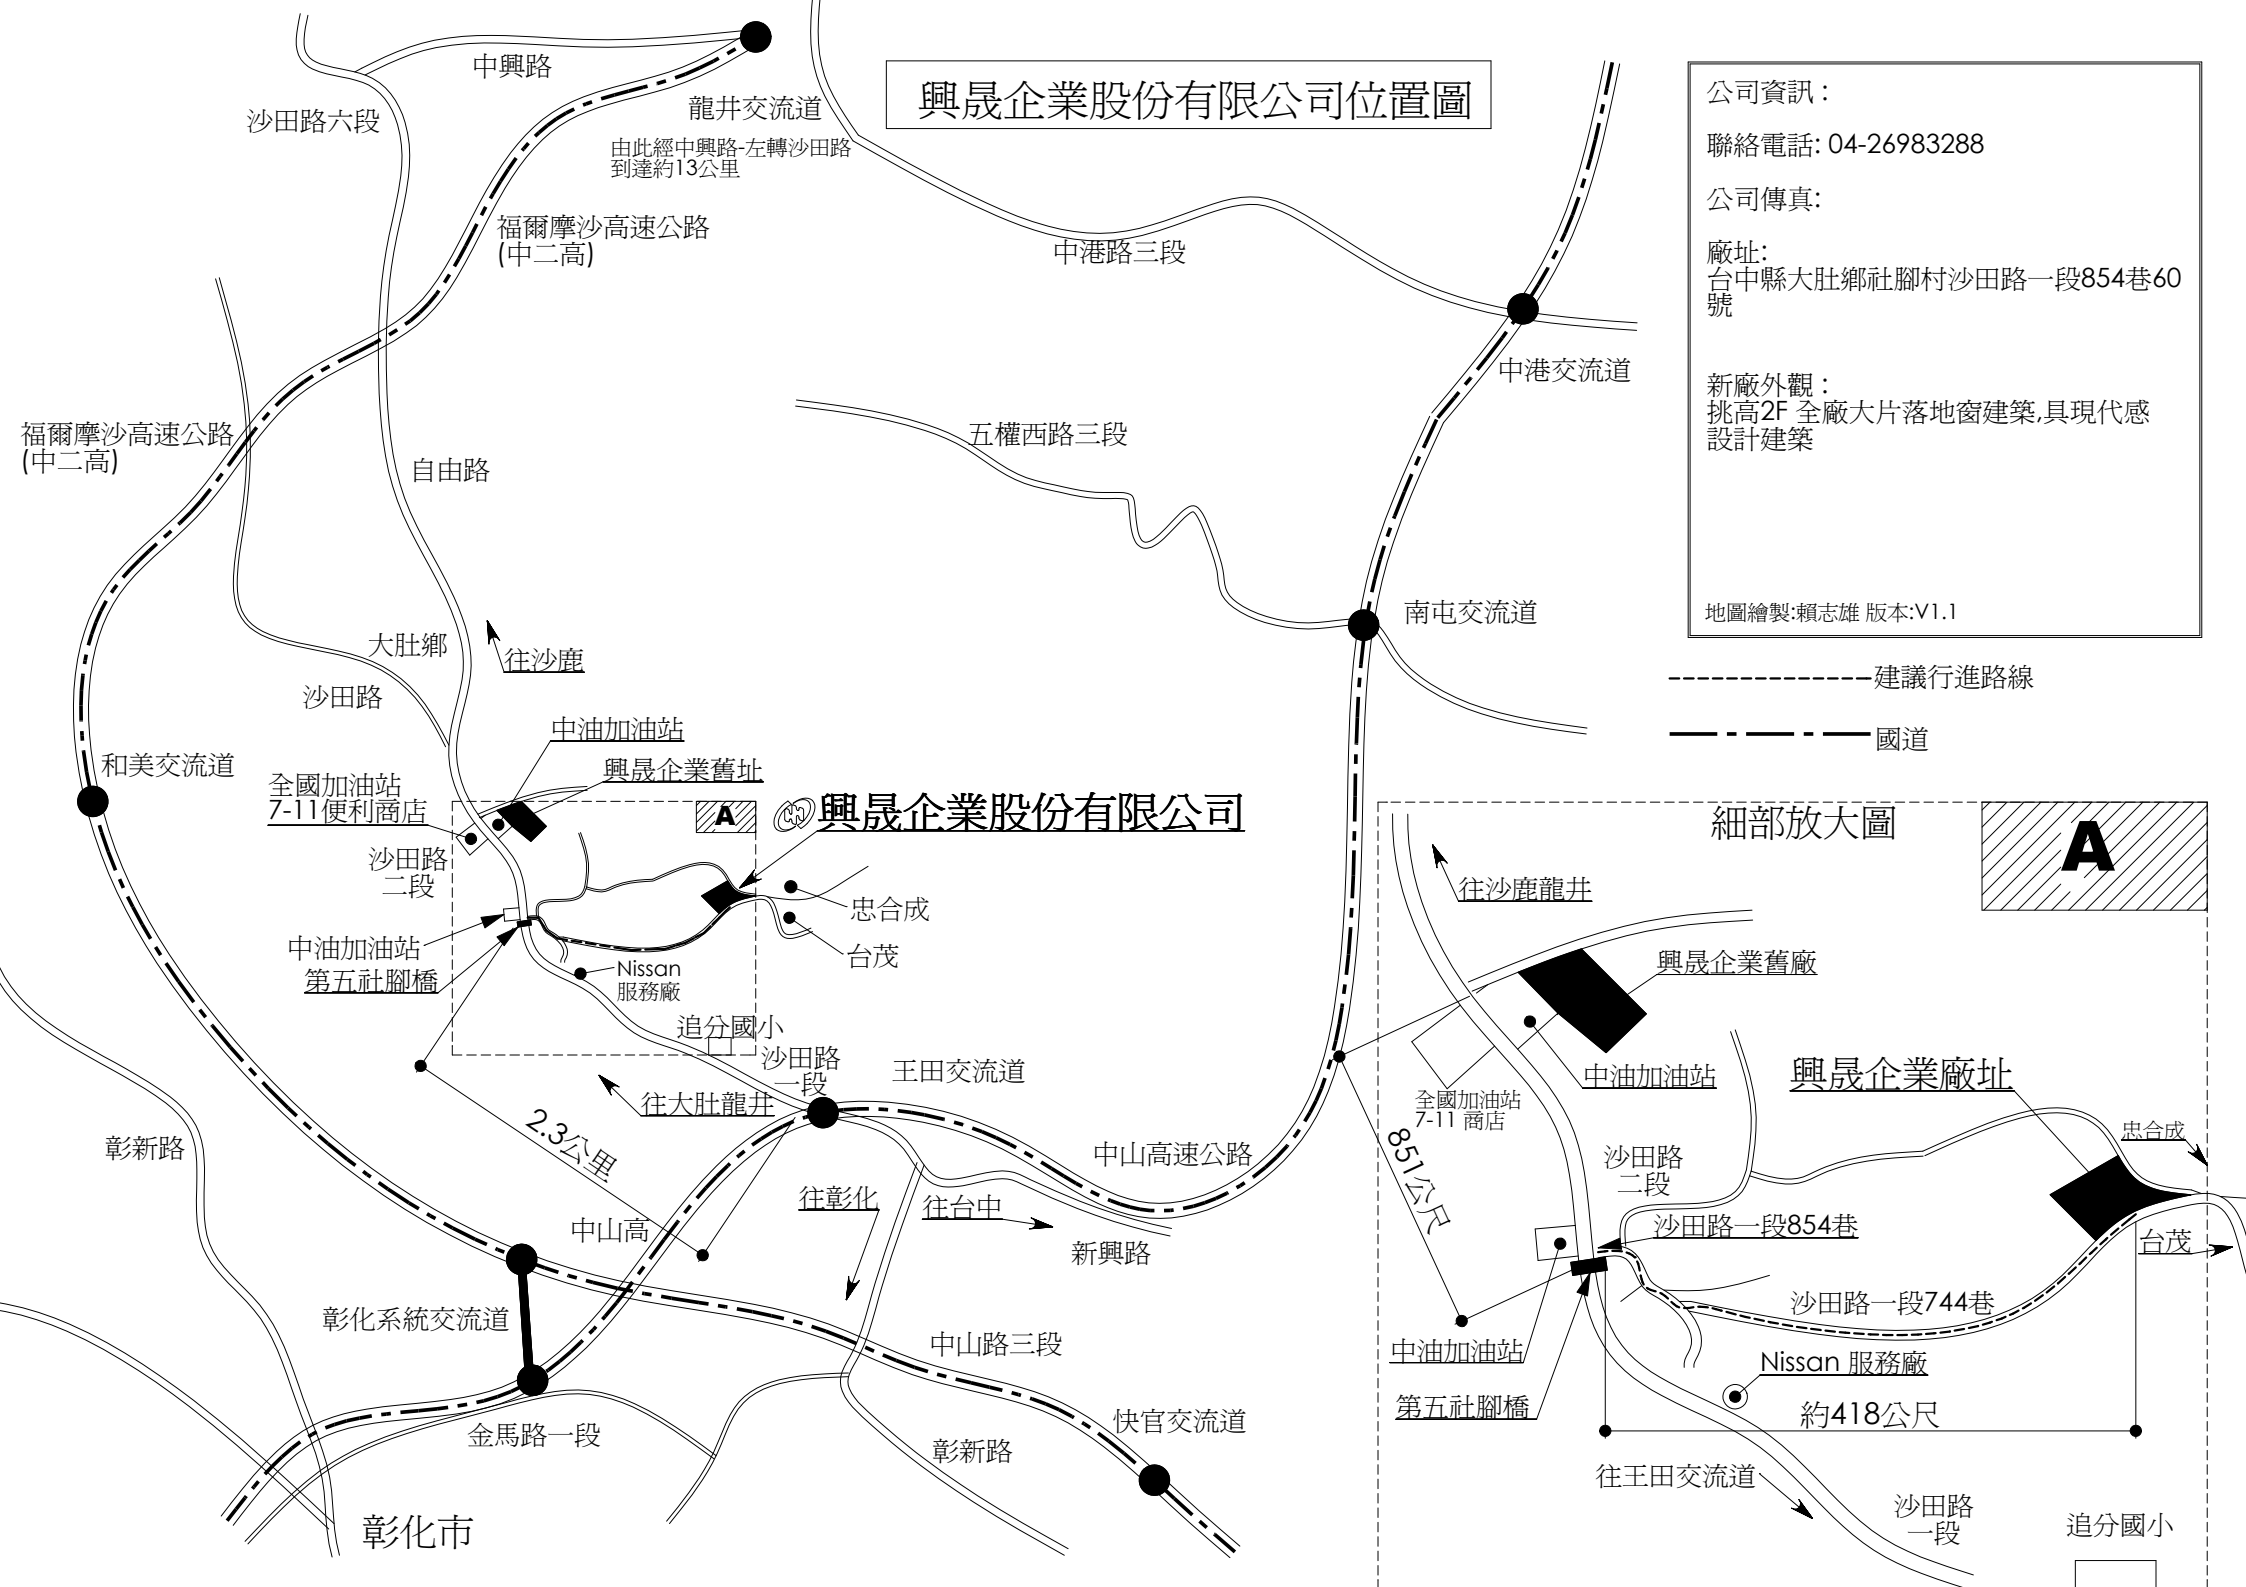 興晟企業股份有限公司位置圖
公司資訊 :
聯絡電話: 04-26983288
公司傳真:
廠址:
台中縣大肚鄉社腳村沙田路一段854巷60
號
新廠外觀 :
挑高2F 全廠大片落地窗建築,具現代感
設計建築
地圖繪製:賴志雄 版本:V1.1
建議行進路線
國道
中興路
沙田路六段
龍井交流道
由此經中興路-左轉沙田路
到達約13公里
福爾摩沙高速公路
(中二高)
中港路三段
中港交流道
福爾摩沙高速公路
(中二高)
自由路
五權西路三段
南屯交流道
大肚鄉
往沙鹿
沙田路
中油加油站
和美交流道
興晟企業舊址
全國加油站
7-11便利商店
A
興晟企業股份有限公司
沙田路
二段
忠合成
中油加油站
台茂
第五社腳橋
Nissan
服務廠
追分國小
沙田路
一段
王田交流道
往大肚龍井
2.3公里
彰新路
中山高速公路
往彰化
往台中
中山高
新興路
彰化系統交流道
中山路三段
金馬路一段
快官交流道
彰新路
彰化市
細部放大圖
A
往沙鹿龍井
興晟企業舊廠
中油加油站
興晟企業廠址
全國加油站
7-11 商店
忠合成
851公尺
沙田路
二段
沙田路一段854巷
台茂
沙田路一段744巷
中油加油站
Nissan 服務廠
第五社腳橋
約418公尺
往王田交流道
沙田路
一段
追分國小